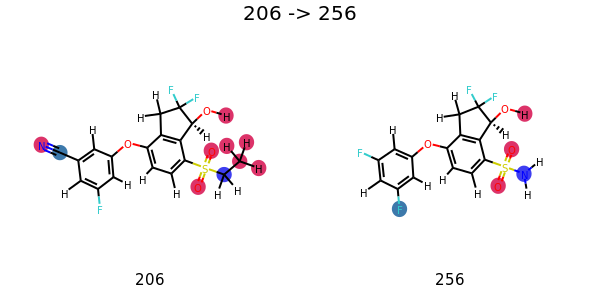 206 -> 256
H F F H H O H O H H H N H H H O S N O H H H F H H
H F F H H O H O H H F O S N H O H H H H H F
206 256